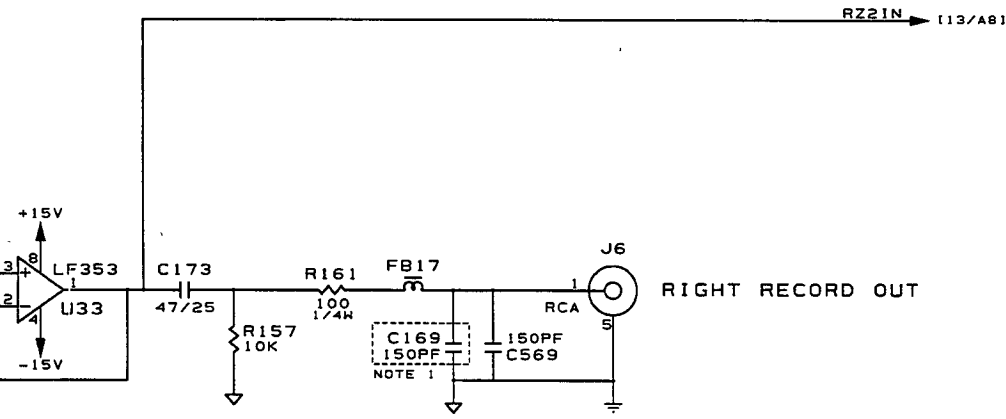 RZ2IN
[13/A8]
+15V
8
3
+
LF353
1
2
-
U33
4
-15V
C173
47/25
R157
10K
R161
100
1/4W
FB17
C169
150PF
NOTE 1
150PF
C569
J6
1
RCA
5
RIGHT RECORD OUT